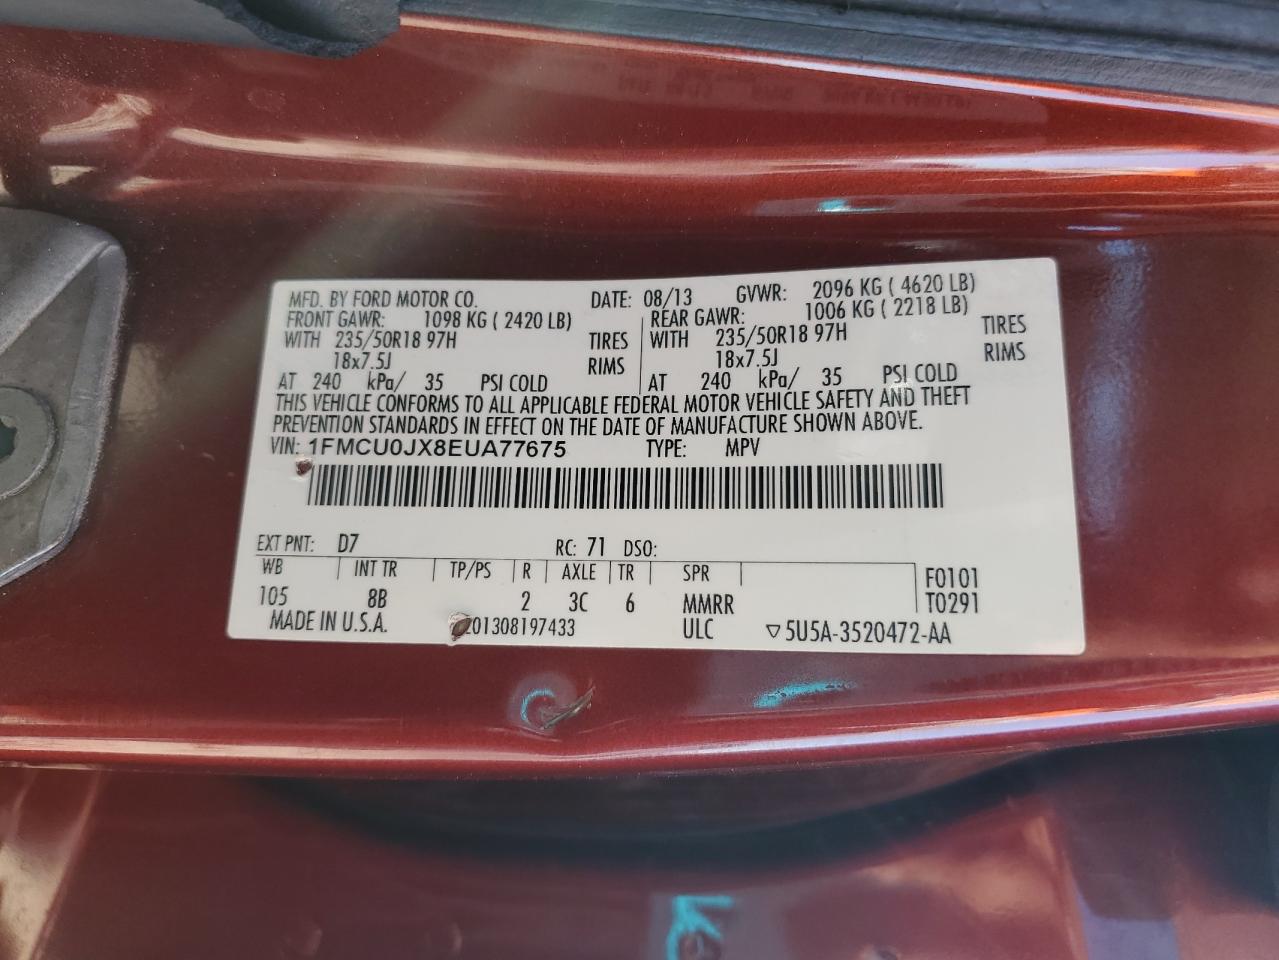 MFD. BY FORD MOTOR CO. DATE: 08/13 GVWR: 2096 KG ( 4620 LB)
FRONT GAWR: 1098 KG ( 2420 LB) REAR GAWR: 1006 KG ( 2218 LB)
WITH 235/50R18 97H TIRES WITH 235/50R18 97H TIRES
18x7.5J RIMS 18x7.5J RIMS
AT 240 kPa/ 35 PSI COLD AT 240 kPa/ 35 PSI COLD
THIS VEHICLE CONFORMS TO ALL APPLICABLE FEDERAL MOTOR VEHICLE SAFETY AND THEFT
PREVENTION STANDARDS IN EFFECT ON THE DATE OF MANUFACTURE SHOWN ABOVE.
VIN: 1FMCU0JX8EUA77675 TYPE: MPV
EXT PNT: D7 RC: 71 DSO:
WB INT TR TP/PS R AXLE TR SPR F0101
105 8B 2 3C 6 MMRR T0291
MADE IN U.S.A. 201308197433 ULC ▽5U5A-3520472-AA